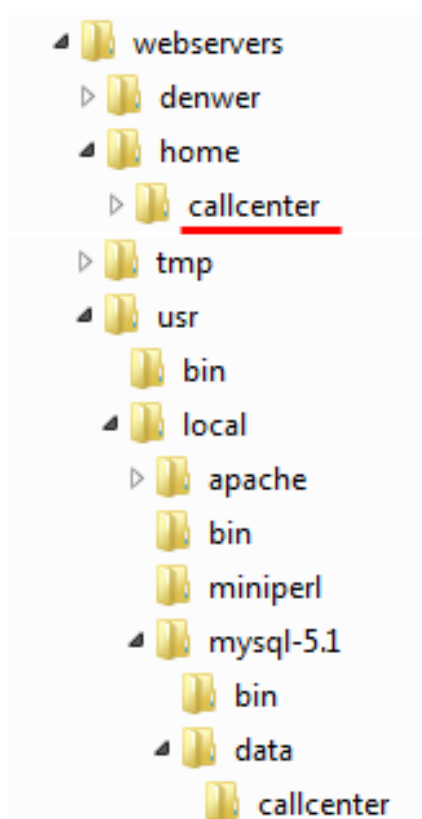 webservers
denwer
home
callcenter
tmp
usr
bin
local
apache
bin
miniperl
mysql-5.1
bin
data
callcenter